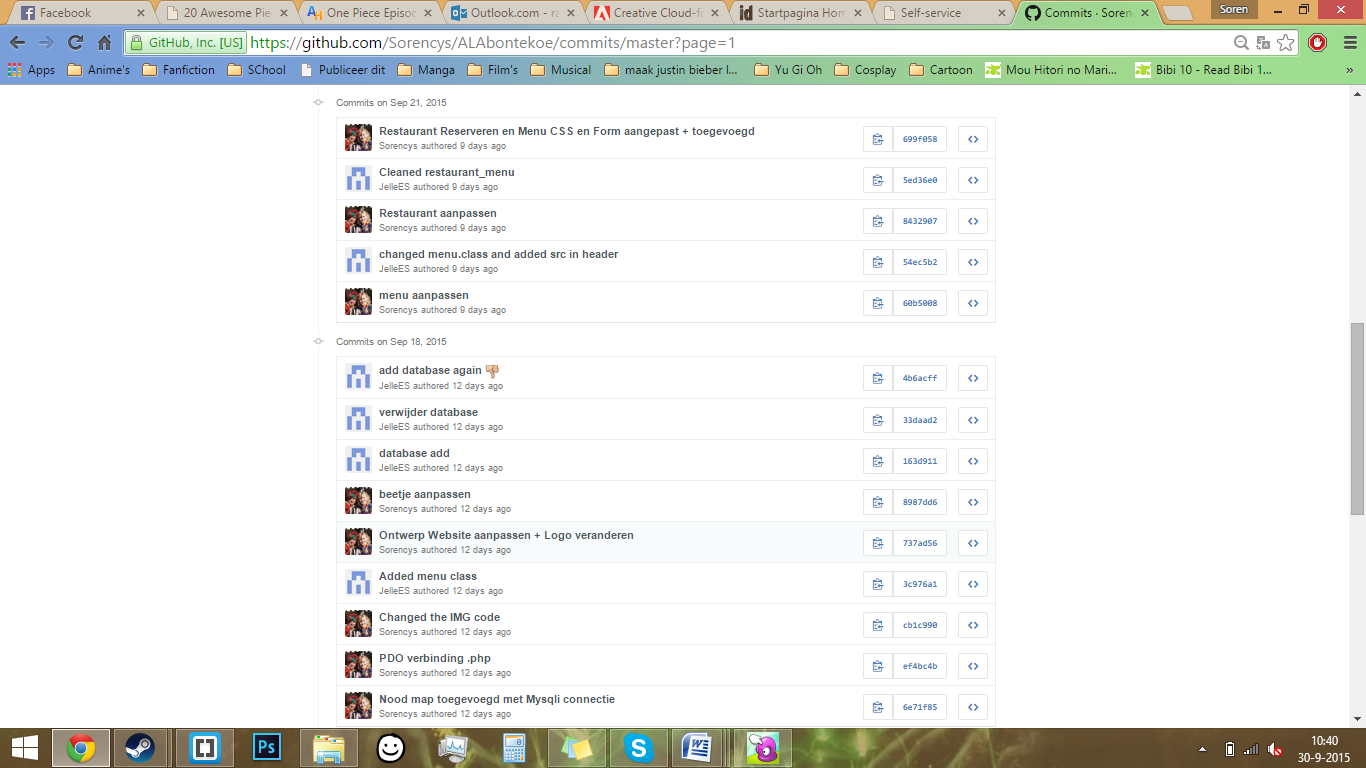 Facebook
20 Awesome Pie
One Piece Episod
Outlook.com - ra
Creative Cloud-fo
Startpagina Hom
Self-service
Commits · Soren
Soren
GitHub, Inc. [US]
https://github.com/Sorencys/ALAbontekoe/commits/master?page=1
Apps
Anime's
Fanfiction
SChool
Publiceer dit
Manga
Film's
Musical
maak justin bieber l...
Yu Gi Oh
Cosplay
Cartoon
Mou Hitori no Mari...
Bibi 10 - Read Bibi 1...
»
Commits on Sep 21, 2015
Restaurant Reserveren en Menu CSS en Form aangepast + toegevoegd
Sorencys authored 9 days ago
699f058
Cleaned restaurant_menu
JelleES authored 9 days ago
5ed36e0
Restaurant aanpassen
Sorencys authored 9 days ago
8432907
changed menu.class and added src in header
JelleES authored 9 days ago
54ec5b2
menu aanpassen
Sorencys authored 9 days ago
60b5008
Commits on Sep 18, 2015
add database again 👎
JelleES authored 12 days ago
4b6acff
verwijder database
JelleES authored 12 days ago
33daad2
database add
JelleES authored 12 days ago
163d911
beetje aanpassen
Sorencys authored 12 days ago
8987dd6
Ontwerp Website aanpassen + Logo veranderen
Sorencys authored 12 days ago
737ad56
Added menu class
JelleES authored 12 days ago
3c976a1
Changed the IMG code
Sorencys authored 12 days ago
cb1c990
PDO verbinding .php
Sorencys authored 12 days ago
ef4bc4b
Nood map toegevoegd met Mysqli connectie
Sorencys authored 12 days ago
6e71f85
10:40
30-9-2015